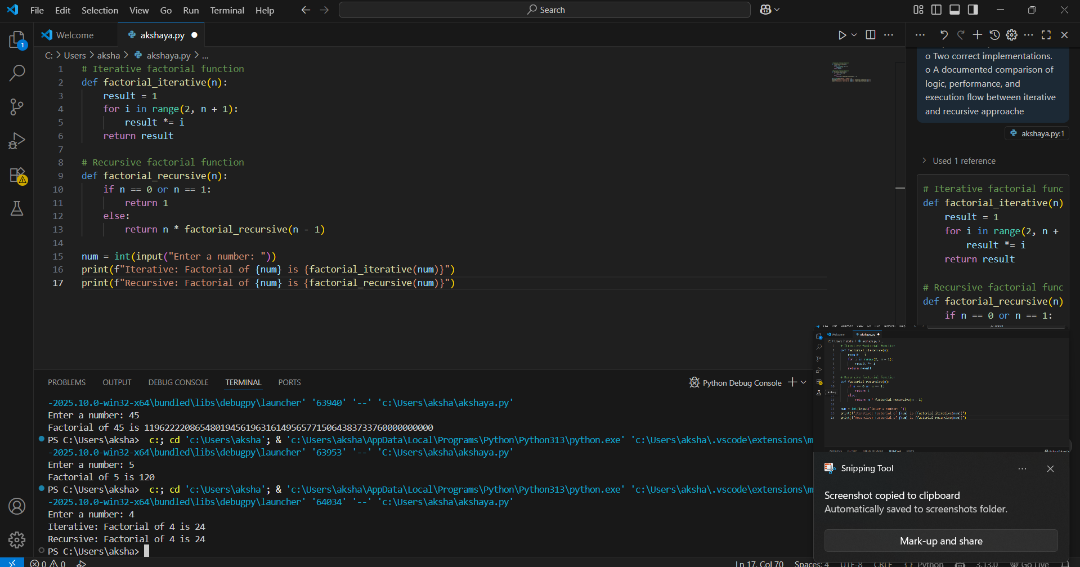 File Edit Selection View Go Run Terminal Help
Search
Welcome
akshaya.py
C: > Users > aksha > akshaya.py > ...
1 # Iterative factorial function
2 def factorial_iterative(n):
3 result = 1
4 for i in range(2, n + 1):
5 result *= i
6 return result
7
8 # Recursive factorial function
9 def factorial_recursive(n):
10 if n == 0 or n == 1:
11 return 1
12 else:
13 return n * factorial_recursive(n - 1)
14
15 num = int(input("Enter a number: "))
16 print(f"Iterative: Factorial of {num} is {factorial_iterative(num)}")
17 print(f"Recursive: Factorial of {num} is {factorial_recursive(num)}")
o Two correct implementations.
o A documented comparison of
logic, performance, and
execution flow between iterative
and recursive approache
akshaya.py:1
> Used 1 reference
# Iterative factorial func
def factorial_iterative(n)
result = 1
for i in range(2, n +
result *= i
return result
# Recursive factorial func
def factorial_recursive(n)
if n == 0 or n == 1:
PROBLEMS OUTPUT DEBUG CONSOLE TERMINAL PORTS
Python Debug Console
-2025.10.0-win32-x64\bundled\libs\debugpy\launcher' '63940' '--' 'c:\Users\aksha\akshaya.py'
Enter a number: 45
Factorial of 45 is 119622220865480194561963161495657715064383733760000000000
PS C:\Users\aksha> c:; cd 'c:\Users\aksha'; & 'c:\Users\aksha\AppData\Local\Programs\Python\Python313\python.exe' 'c:\Users\aksha\.vscode\extensions\m
-2025.10.0-win32-x64\bundled\libs\debugpy\launcher' '63953' '--' 'c:\Users\aksha\akshaya.py'
Enter a number: 5
Factorial of 5 is 120
PS C:\Users\aksha> c:; cd 'c:\Users\aksha'; & 'c:\Users\aksha\AppData\Local\Programs\Python\Python313\python.exe' 'c:\Users\aksha\.vscode\extensions\m
-2025.10.0-win32-x64\bundled\libs\debugpy\launcher' '64034' '--' 'c:\Users\aksha\akshaya.py'
Enter a number: 4
Iterative: Factorial of 4 is 24
Recursive: Factorial of 4 is 24
PS C:\Users\aksha>
Snipping Tool
Screenshot copied to clipboard
Automatically saved to screenshots folder.
Mark-up and share
0 0
Ln 17, Col 70 Spaces: 4 UTF-8 CRLF Python 3.13.0 Go Live